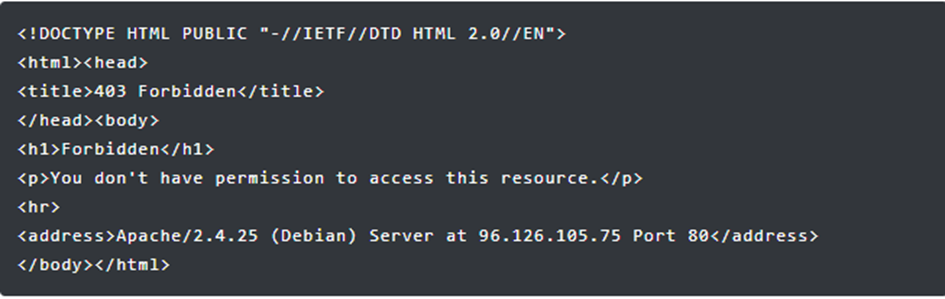 <!DOCTYPE HTML PUBLIC "-//IETF//DTD HTML 2.0//EN">
<html><head>
<title>403 Forbidden</title>
</head><body>
<h1>Forbidden</h1>
<p>You don't have permission to access this resource.</p>
<hr>
<address>Apache/2.4.25 (Debian) Server at 96.126.105.75 Port 80</address>
</body></html>